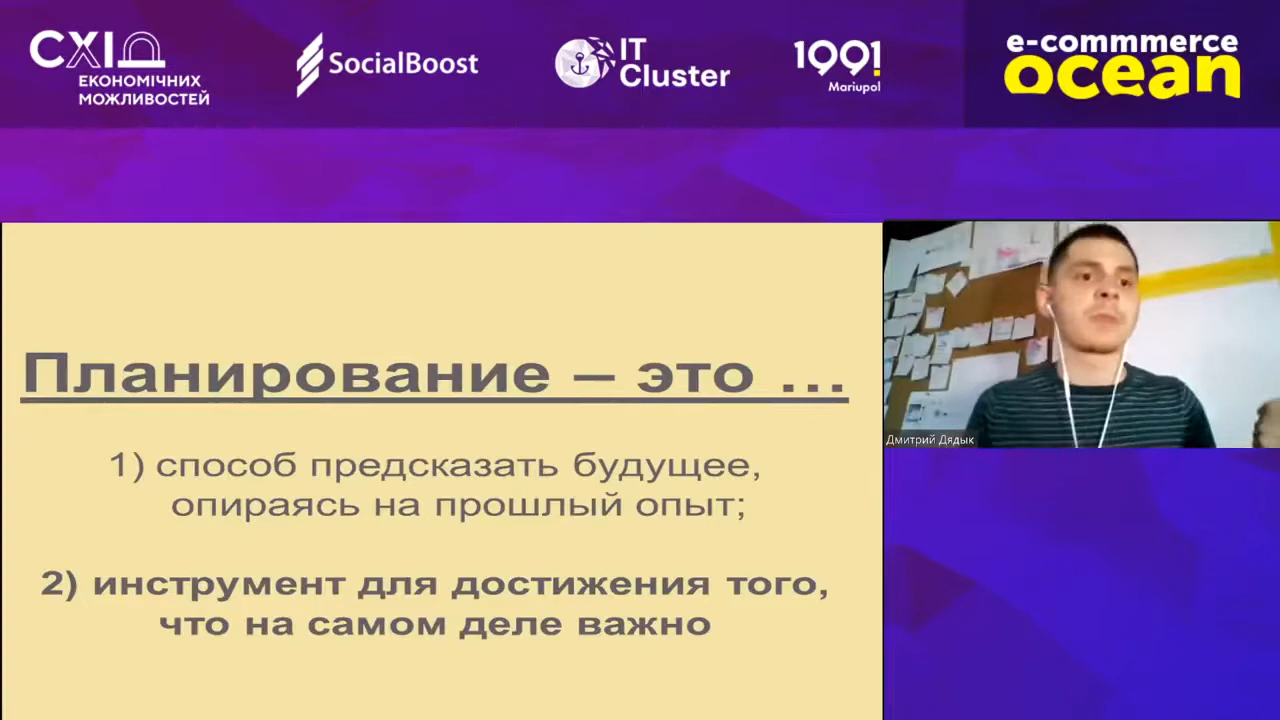 СХІД
ЕКОНОМІЧНИХ
МОЖЛИВОСТЕЙ
SocialBoost
IT
Cluster
1991
Mariupol
e-commmerce
ocean
Планирование – это ...
1) способ предсказать будущее,
опираясь на прошлый опыт;
2) инструмент для достижения того,
что на самом деле важно
Дмитрий Дядык